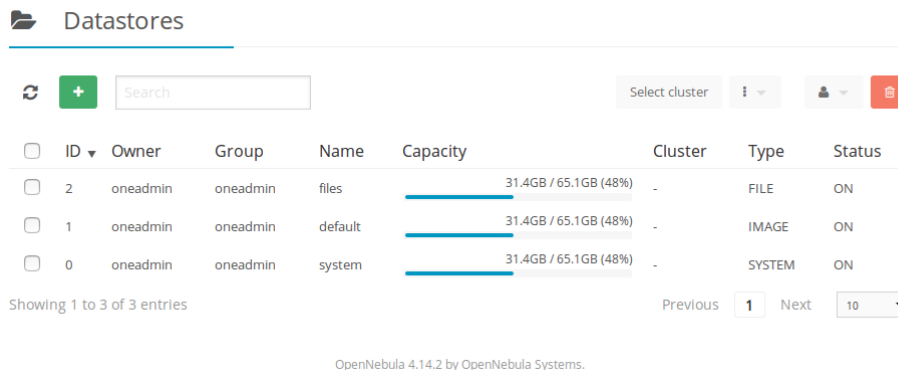 Datastores
Search Select cluster
ID Owner Group Name Capacity Cluster Type Status
2 oneadmin oneadmin files 31.4GB / 65.1GB (48%) - FILE ON
1 oneadmin oneadmin default 31.4GB / 65.1GB (48%) - IMAGE ON
0 oneadmin oneadmin system 31.4GB / 65.1GB (48%) - SYSTEM ON
Showing 1 to 3 of 3 entries Previous 1 Next 10
OpenNebula 4.14.2 by OpenNebula Systems.